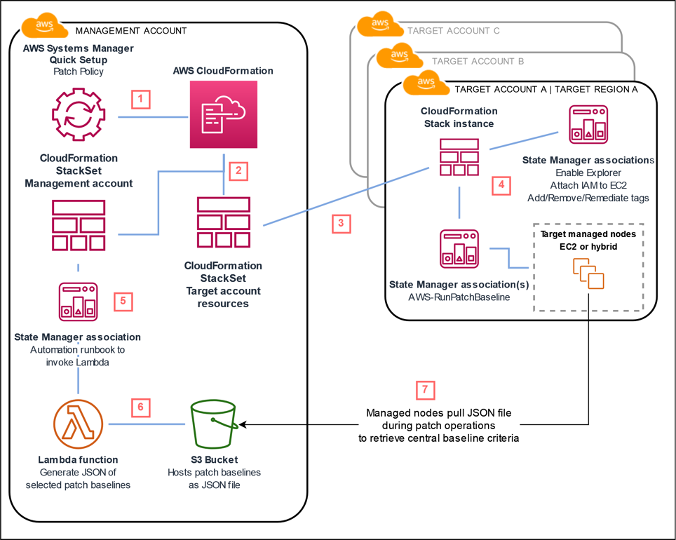 aws
MANAGEMENT ACCOUNT
AWS Systems Manager
Quick Setup
Patch Policy
1
AWS CloudFormation
2
CloudFormation
StackSet
Management account
CloudFormation
StackSet
Target account
resources
3
5
State Manager association
Automation runbook to
invoke Lambda
6
Lambda function
Generate JSON of
selected patch baselines
S3 Bucket
Hosts patch baselines
as JSON file
aws
TARGET ACCOUNT C
aws
TARGET ACCOUNT B
aws
TARGET ACCOUNT A | TARGET REGION A
CloudFormation
Stack instance
4
State Manager associations
Enable Explorer
Attach IAM to EC2
Add/Remove/Remediate tags
State Manager association(s)
AWS-RunPatchBaseline
Target managed nodes
EC2 or hybrid
7
Managed nodes pull JSON file
during patch operations
to retrieve central baseline criteria